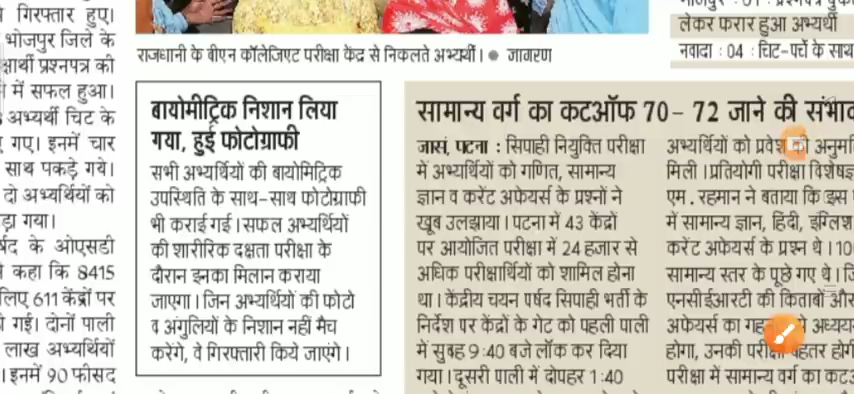 गिरफ्तार हुए।
भोजपुर जिले के
प्रश्नपत्र की
में सफल हुआ।
अभ्यर्थी चिट के
गए। इनमें चार
साथ पकड़े गये।
दो अभ्यर्थियों को
गया।
के ओएसडी
कहा कि 8415
लिए 611 केंद्रों पर
गई। दोनों पाली
लाख अभ्यर्थियों
। इनमें 90 फीसद
राजधानी के बीएन कॉलेजिएट परीक्षा केंद्र से निकलते अभ्यर्थी। ● जागरण
बायोमीट्रिक निशान लिया
गया, हुई फोटोग्राफी
सभी अभ्यर्थियों की बायोमिट्रिक
उपस्थिति के साथ-साथ फोटोग्राफी
भी कराई गई। सफल अभ्यर्थियों
की शारीरिक दक्षता परीक्षा के
दौरान इनका मिलान कराया
जाएगा। जिन अभ्यर्थियों की फोटो
व अंगुलियों के निशान नहीं मैच
करेंगे, वे गिरफ्तारी किये जाएंगे।
लेकर फरार हुआ अभ्यर्थी
नवादा : 04 : चिट-पर्चे के साथ
सामान्य वर्ग का कटऑफ 70- 72 जाने की
जासं, पटना : सिपाही नियुक्ति परीक्षा
में अभ्यर्थियों को गणित, सामान्य
ज्ञान व करेंट अफेयर्स के प्रश्नों ने
खूब उलझाया। पटना में 43 केंद्रों
पर आयोजित परीक्षा में 24 हजार से
अधिक परीक्षार्थियों को शामिल होना
था। केंद्रीय चयन पर्षद सिपाही भर्ती के
निर्देश पर केंद्रों के गेट को पहली पाली
में सुबह 9:40 बजे लॉक कर दिया
गया। दूसरी पाली में दोपहर 1:40
अभ्यर्थियों को प्रवेश की
मिली। प्रतियोगी परीक्षा
एम. रहमान ने बताया कि इस
में सामान्य ज्ञान, हिंदी, इंग्लिश
करेंट अफेयर्स के प्रश्न थे।
सामान्य स्तर के पूछे गए थे।
एनसीईआरटी की किताबों और
अफेयर्स का
होगा, उनकी
परीक्षा में सामान्य वर्ग का